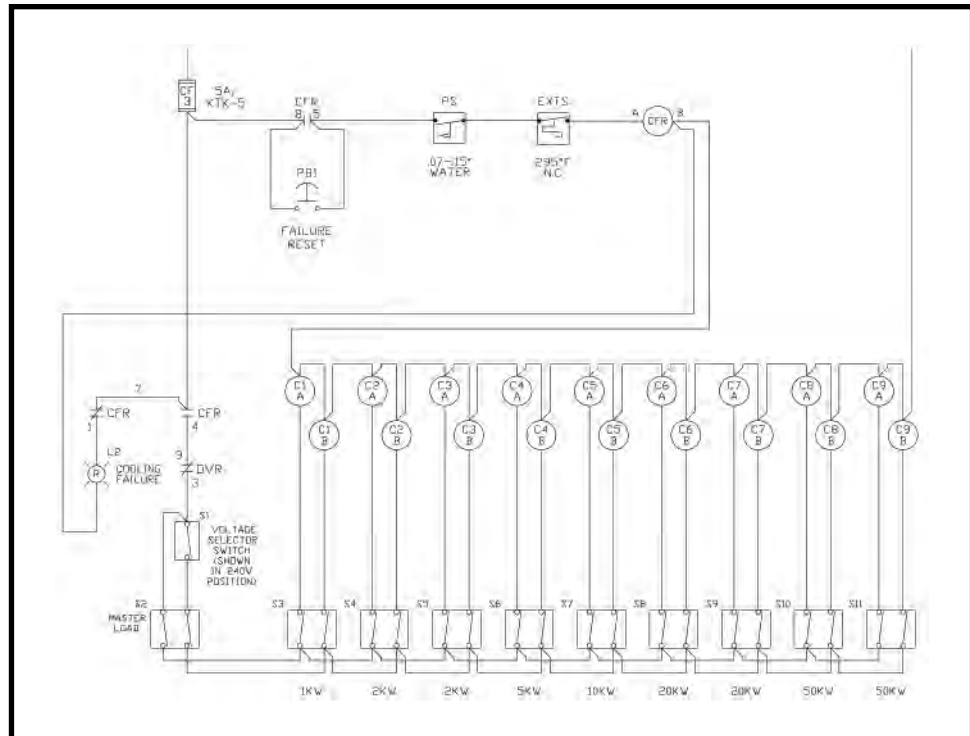 CF
3
5A,
KTK-5
CFR
8 5
PS
EXTS
A CFR B
.07-.15"
WATER
295°F
N.C.
PB1
FAILURE
RESET
C1
A
C2
A
C3
A
C4
A
C5
A
C6
A
C7
A
C8
A
C9
A
7
CFR
1
CFR
4
C1
B
C2
B
C3
B
C4
B
C5
B
C6
B
C7
B
C8
B
C9
B
L2
R
COOLING
FAILURE
9
OVR
3
S1
VOLTAGE
SELECTOR
SWITCH
(SHOWN
IN 240V
POSITION)
S2
MASTER
LOAD
S3
S4
S5
S6
S7
S8
S9
S10
S11
1KW
2KW
2KW
5KW
10KW
20KW
20KW
50KW
50KW